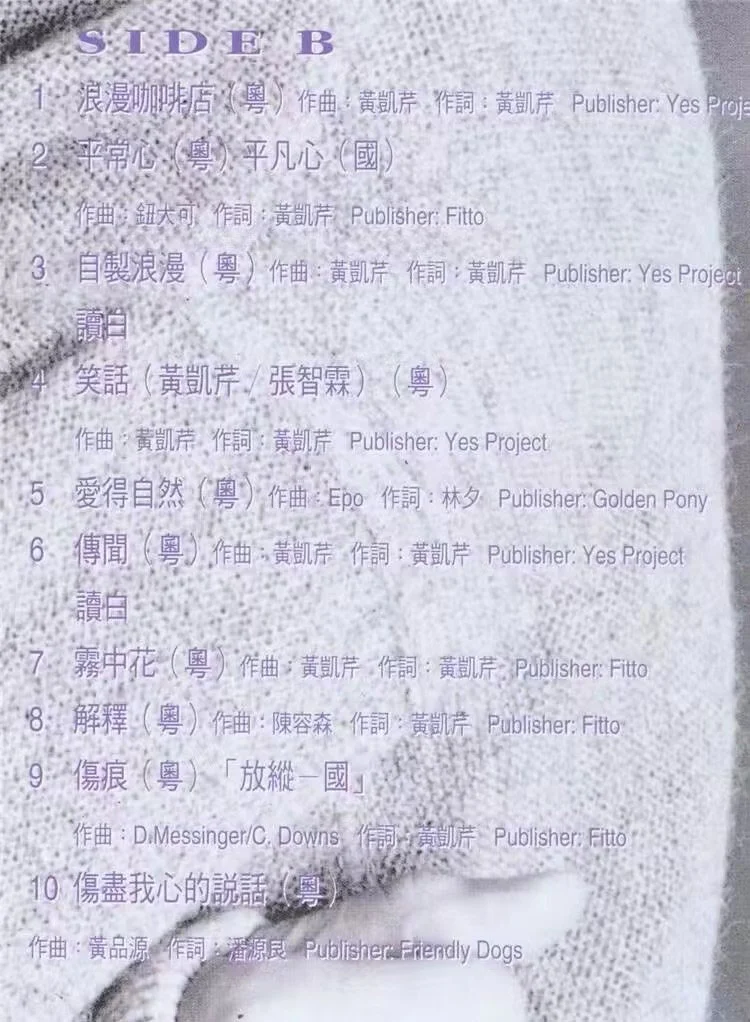 SIDE B
1 浪漫咖啡店（粵）作曲：黃凱芹 作詞：黃凱芹 Publisher: Yes Proje
2 平常心（粵）平凡心（國）
作曲：鈕大可 作詞：黃凱芹 Publisher: Fitto
3 自製浪漫（粵）作曲：黃凱芹 作詞：黃凱芹 Publisher: Yes Project
讀白
4 笑話（黃凱芹／張智霖）（粵）
作曲：黃凱芹 作詞：黃凱芹 Publisher: Yes Project
5 愛得自然（粵）作曲：Epo 作詞：林夕 Publisher: Golden Pony
6 傳聞（粵）作曲：黃凱芹 作詞：黃凱芹 Publisher: Yes Project
讀白
7 霧中花（粵）作曲：黃凱芹 作詞：黃凱芹 Publisher: Fitto
8 解釋（粵）作曲：陳容森 作詞：黃凱芹 Publisher: Fitto
9 傷痕（粵）「放縱－國」
作曲：D.Messinger/C. Downs 作詞：黃凱芹 Publisher: Fitto
10 傷盡我心的説話（粵）
作曲：黃品源 作詞：潘源良 Publisher: Friendly Dogs